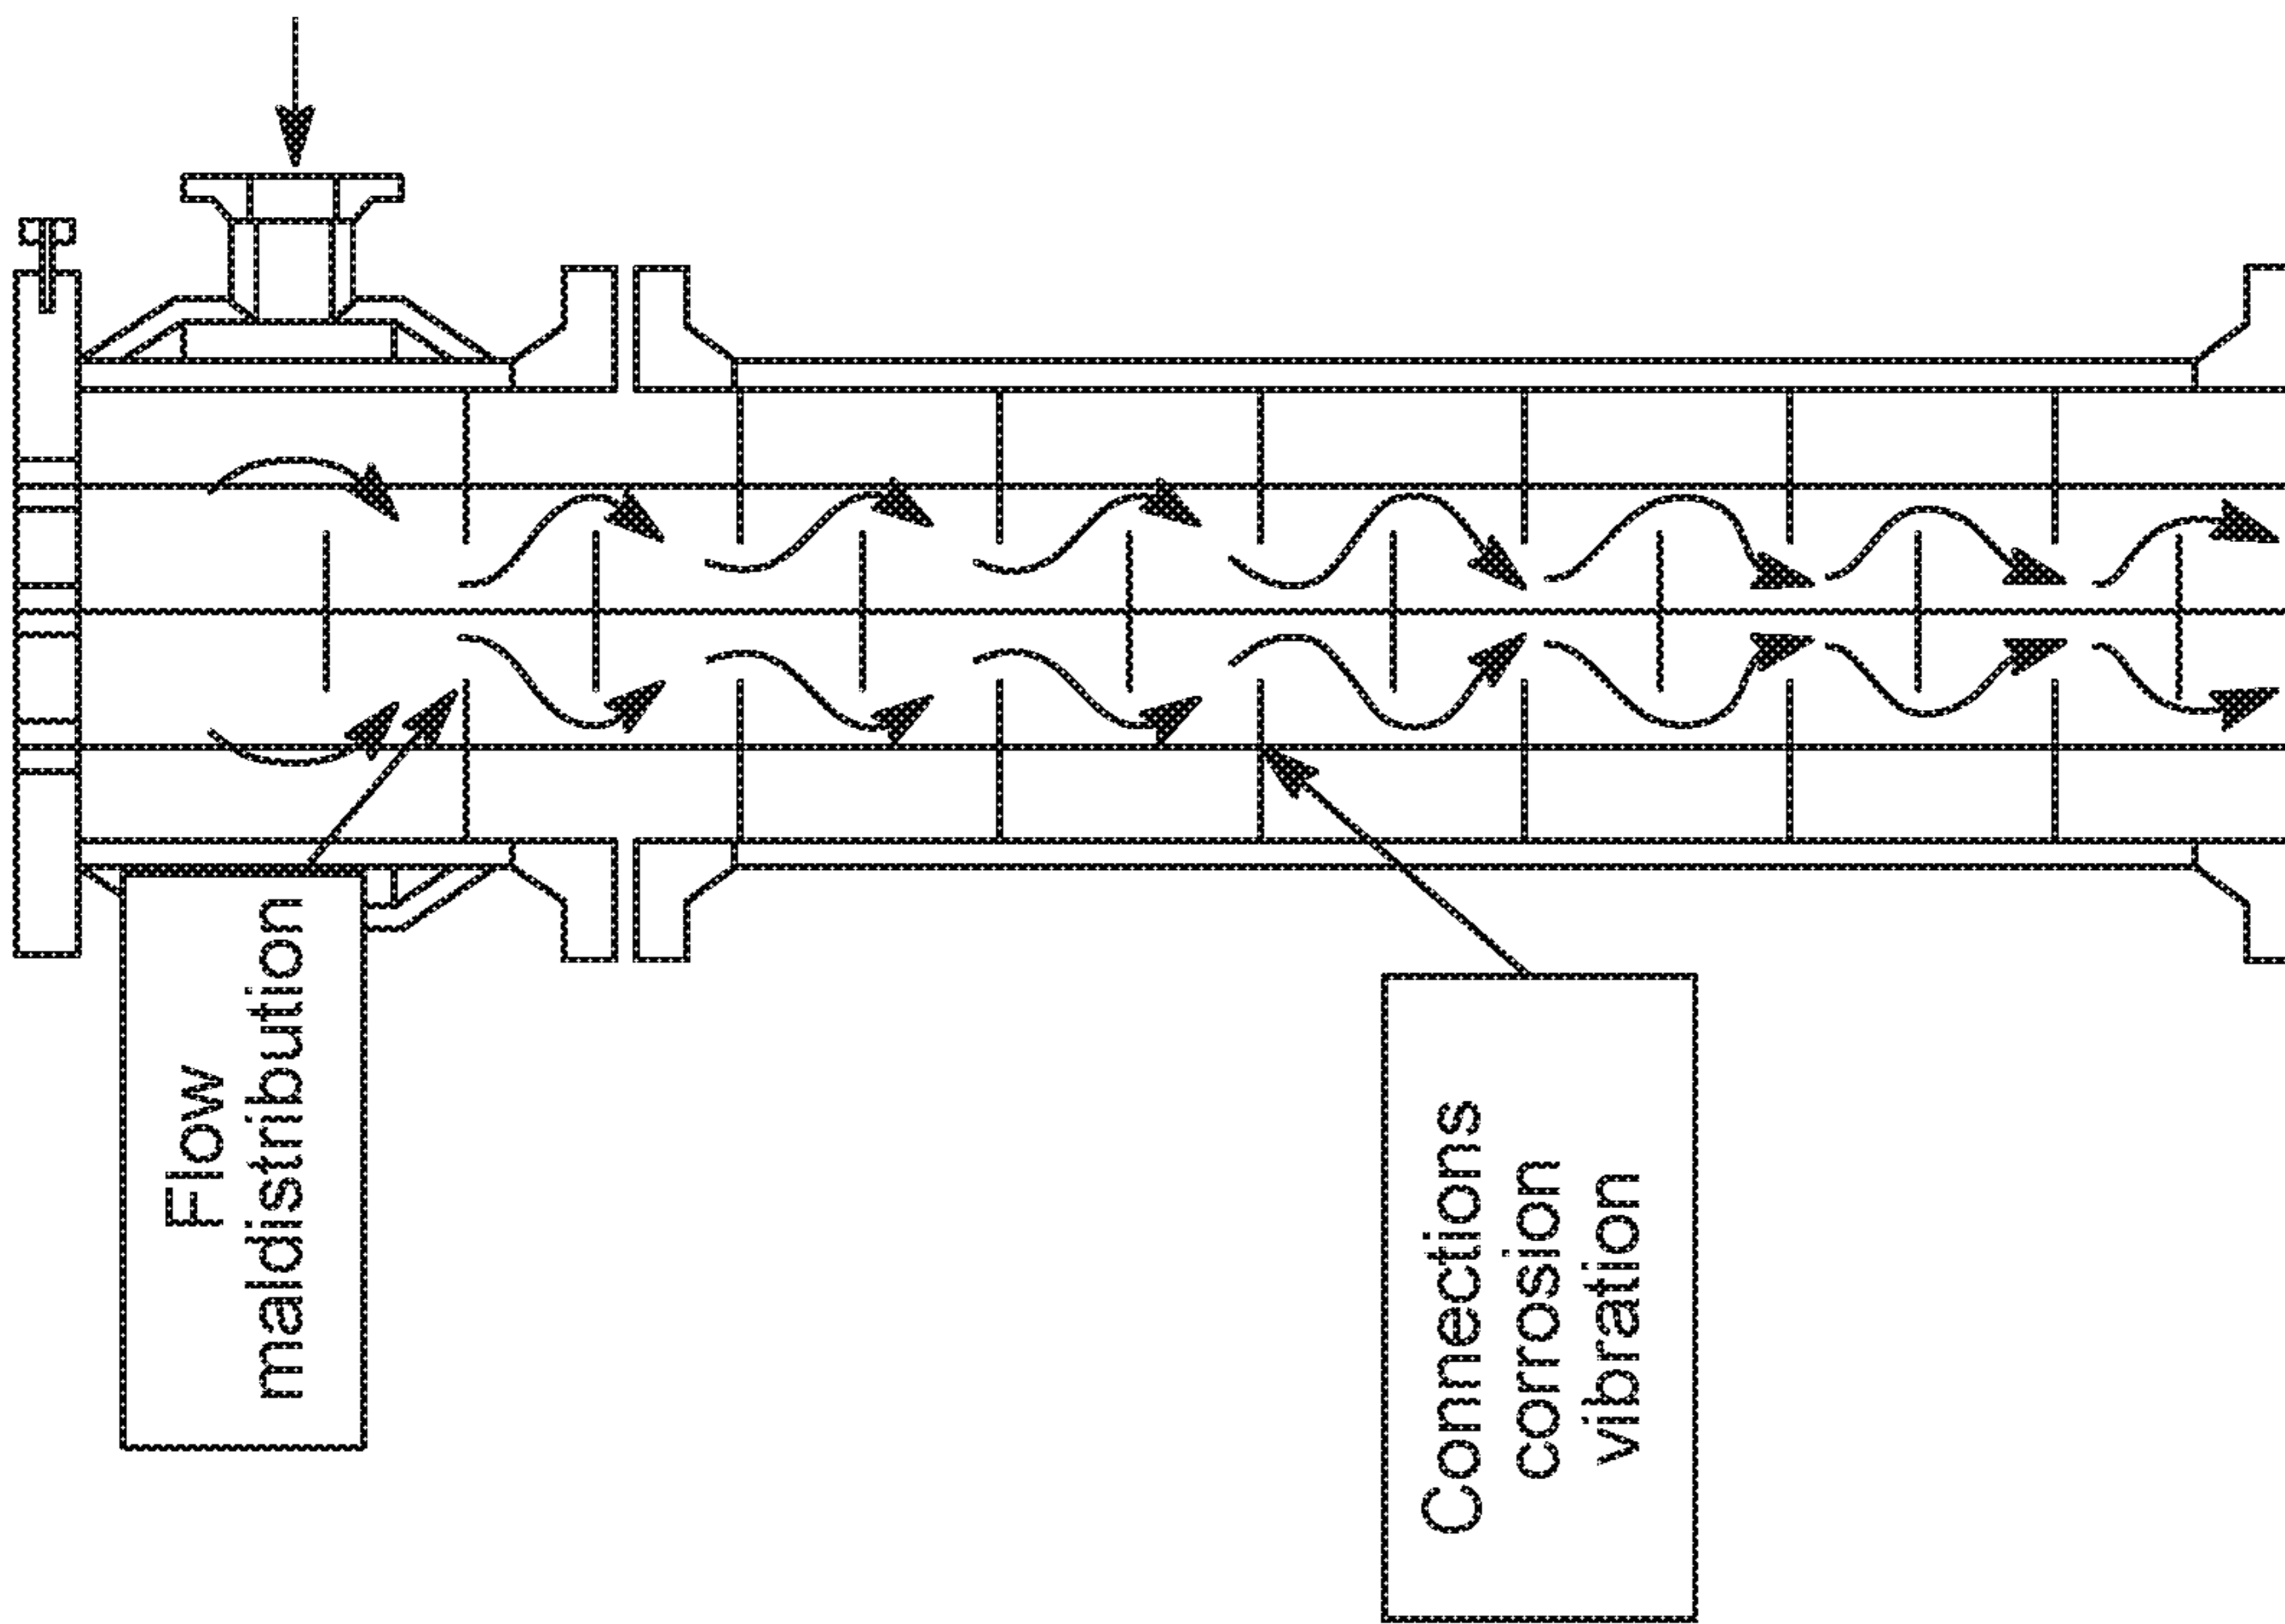 Flow
maldistribution
Connections
corrosion
vibration